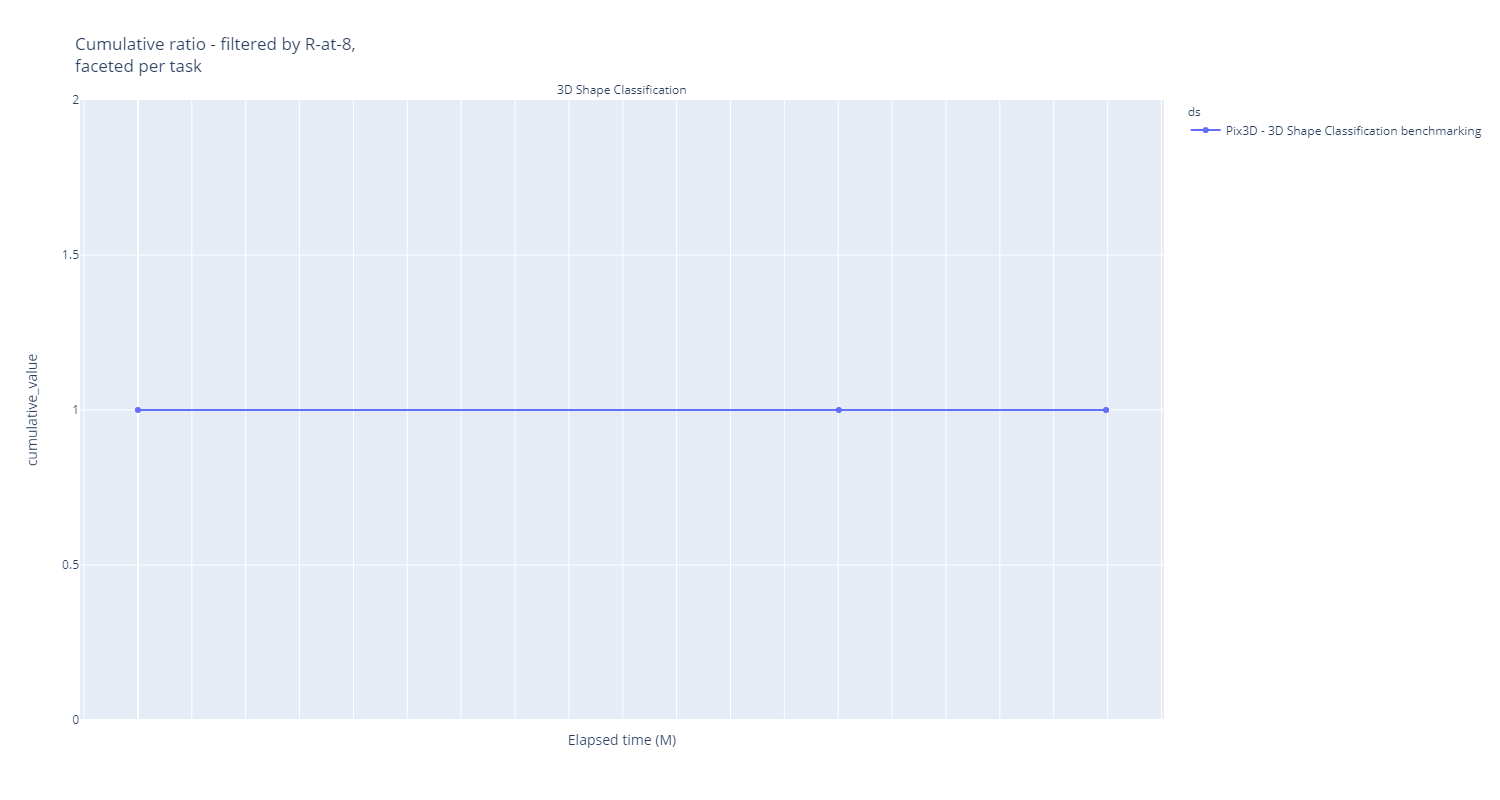 Cumulative ratio - filtered by R-at-8,
faceted per task
3D Shape Classification
2
1.5
1
0.5
0
cumulative_value
Elapsed time (M)
ds
Pix3D - 3D Shape Classification benchmarking